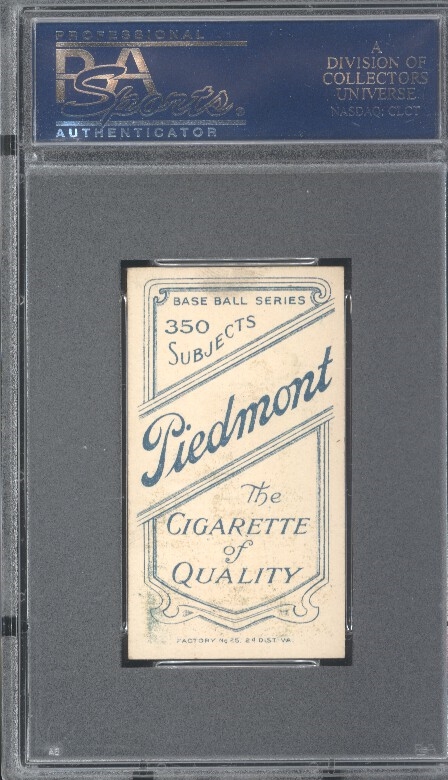 PROFESSIONAL
PSA
Sports
AUTHENTICATOR
A
DIVISION OF
COLLECTORS
UNIVERSE
NASDAQ: CLCT
BASE BALL SERIES
350
SUBJECTS
Piedmont
The
CIGARETTE
of
QUALITY
FACTORY No 25, 2D DIST. VA.